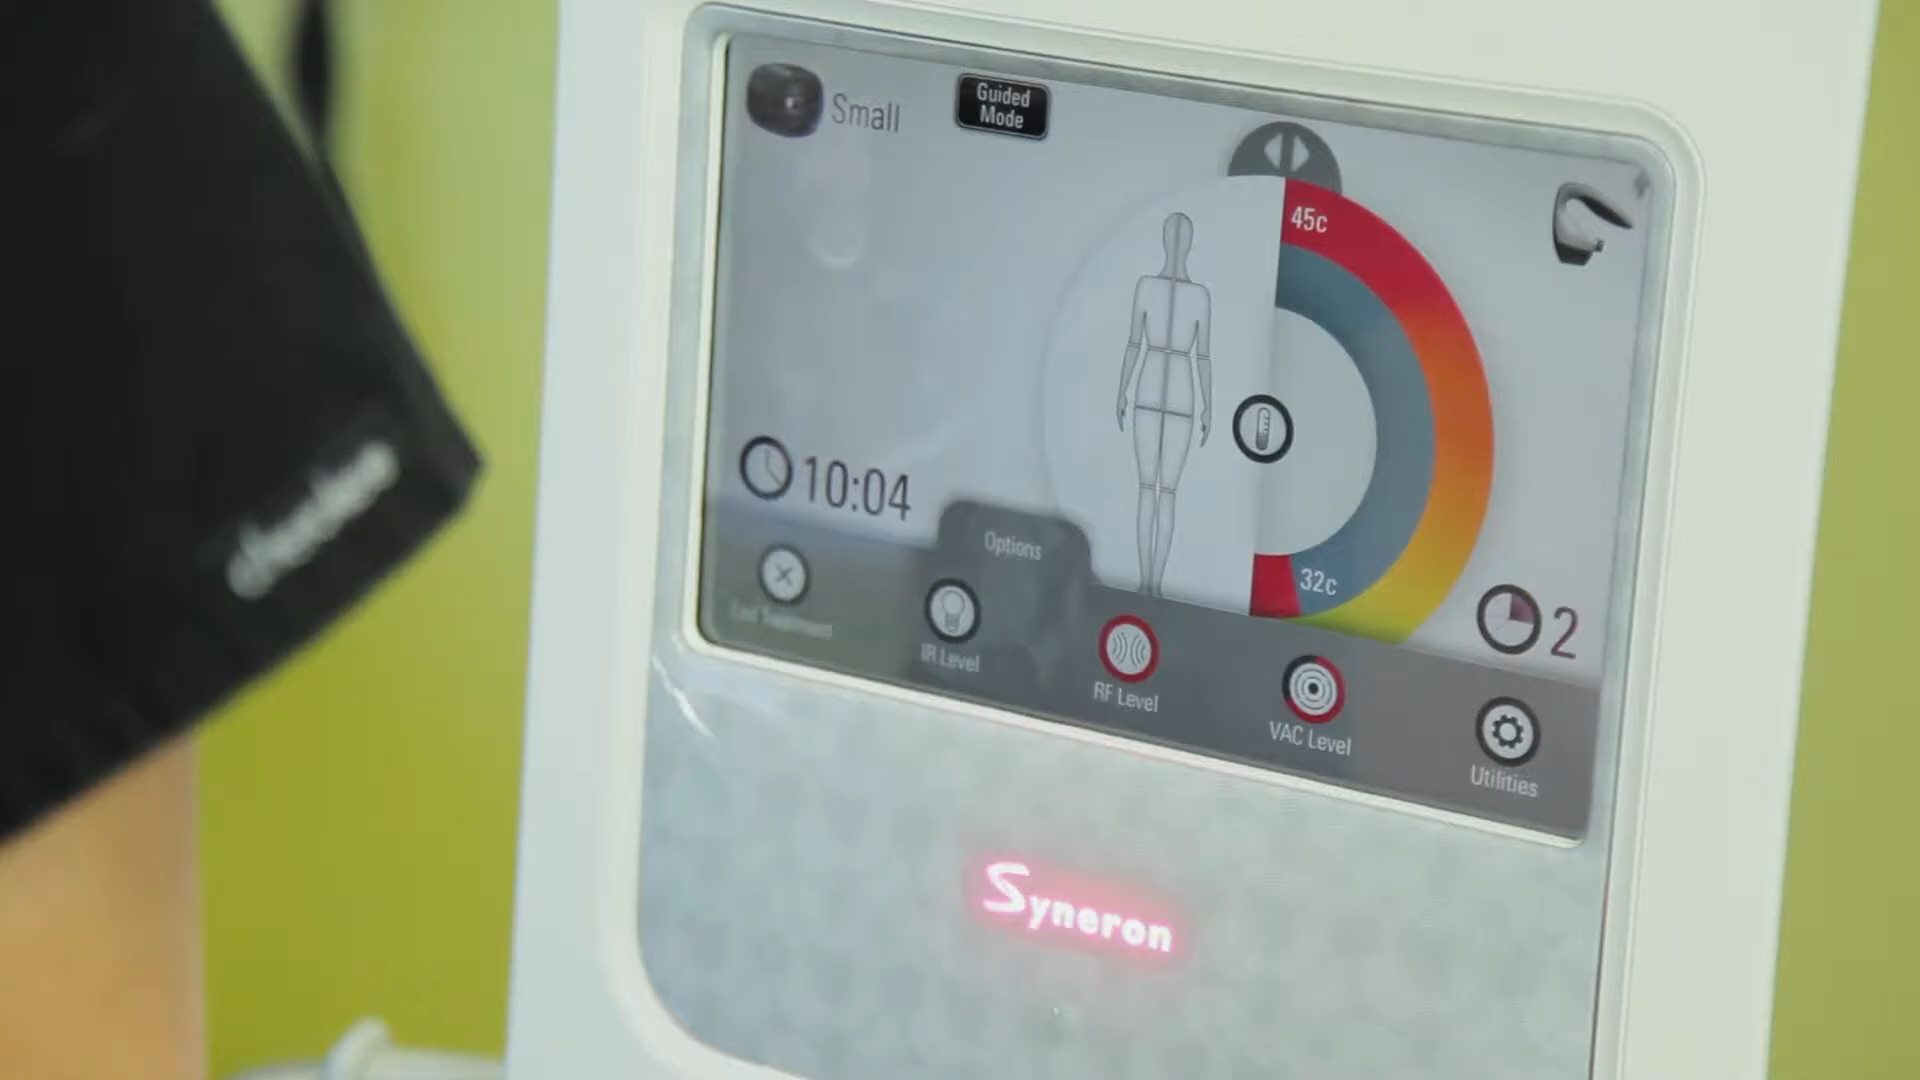 Small
Guided
Mode
45c
10:04
Options
32c
2
IR Level
RF Level
VAC Level
Utilities
Syneron